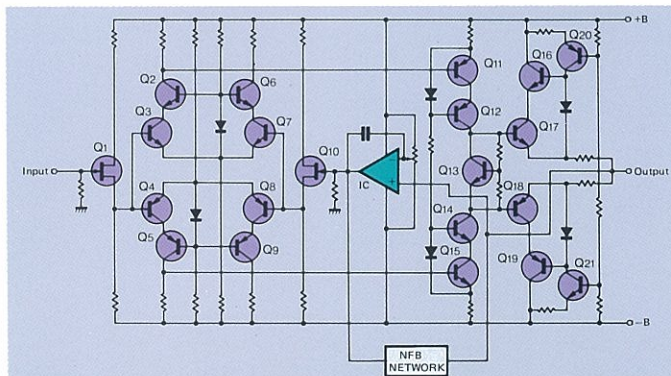 +B
Q20
Q16
Q11
Q2
Q6
Q3
Q7
Q12
Q17
Q1
Q10
Input
Q13
IC
Output
Q4
Q8
Q14
Q18
Q5
Q9
Q15
Q19
Q21
-B
NFB
NETWORK